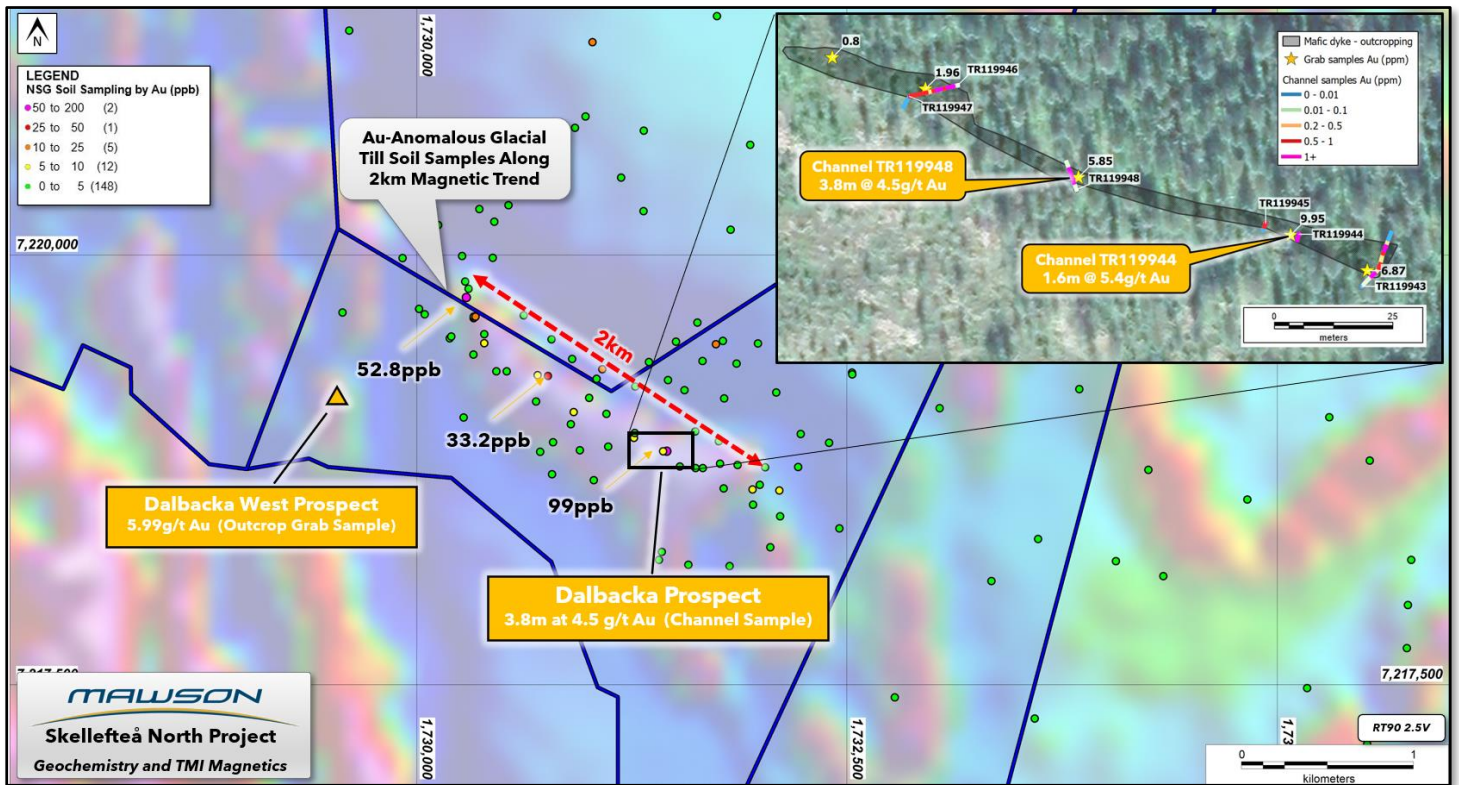 N
LEGEND
NSG Soil Sampling by Au (ppb)
50 to 200 (2)
25 to 50 (1)
10 to 25 (5)
5 to 10 (12)
0 to 5 (148)
1,730,000
7,220,000
Au-Anomalous Glacial
Till Soil Samples Along
2km Magnetic Trend
2km
52.8ppb
33.2ppb
99ppb
Dalbacka West Prospect
5.99g/t Au (Outcrop Grab Sample)
Dalbacka Prospect
3.8m at 4.5 g/t Au (Channel Sample)
0.8
1.96
TR119946
TR119947
Channel TR119948
3.8m @ 4.5g/t Au
5.85
TR119948
TR119945
9.95
TR119944
Channel TR119944
1.6m @ 5.4g/t Au
6.87
TR119943
Mafic dyke - outcropping
Grab samples Au (ppm)
Channel samples Au (ppm)
0 - 0.01
0.01 - 0.1
0.2 - 0.5
0.5 - 1
1+
0 25
meters
7,217,500
7,217,500
MAWSON
Skellefteå North Project
Geochemistry and TMI Magnetics
1,730,000
1,732,500
1,73
RT90 2.5V
0 1
kilometers